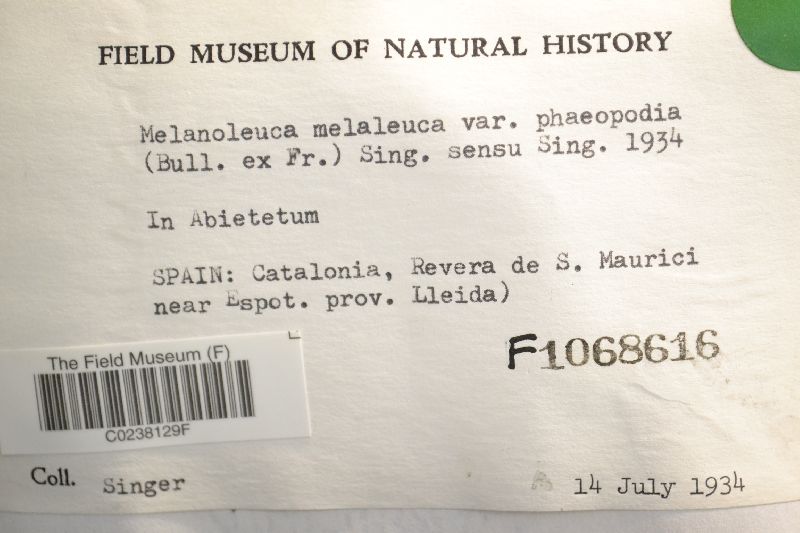 FIELD MUSEUM OF NATURAL HISTORY
Melanoleuca melaleuca var. phaeopodia
(Bull. ex Fr.) Sing. sensu Sing. 1934
In Abietetum
SPAIN: Catalonia, Revera de S. Maurici
near Espot. prov. Lleida)
F1068616
The Field Museum (F)
C0238129F
Coll. Singer
14 July 1934